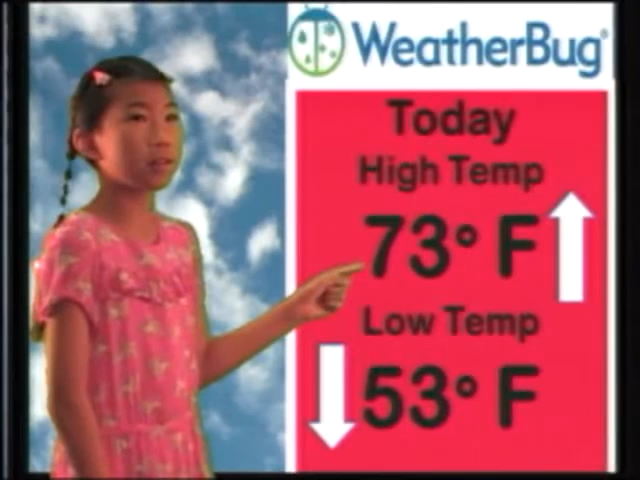 WeatherBug®
Today
High Temp
73° F
Low Temp
53° F